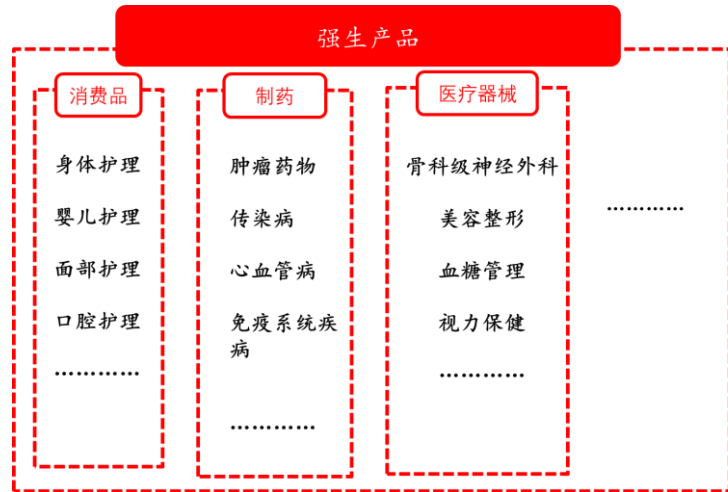 强生产品
消费品
身体护理
婴儿护理
面部护理
口腔护理
…………
制药
肿瘤药物
传染病
心血管病
免疫系统疾
病
…………
医疗器械
骨科级神经外科
美容整形
血糖管理
视力保健
…………
…………